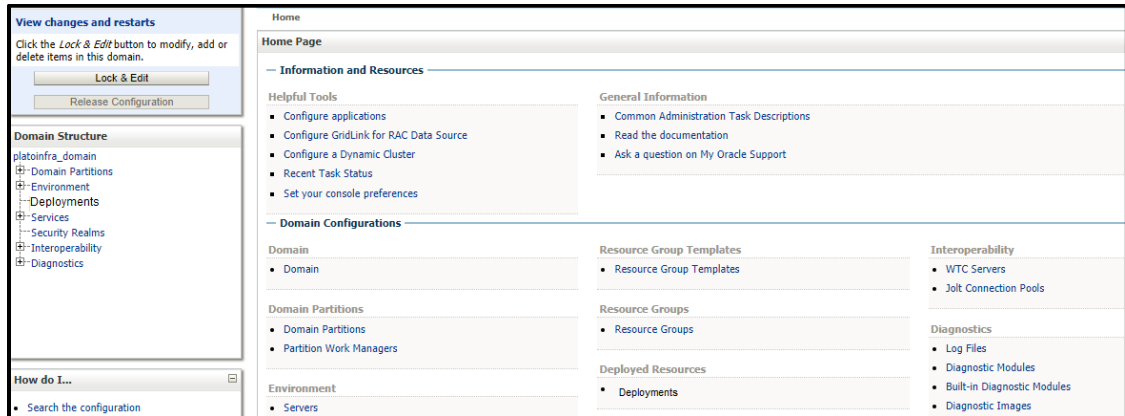 View changes and restarts
Click the Lock & Edit button to modify, add or
delete items in this domain.
Lock & Edit
Release Configuration
Domain Structure
platoinfra_domain
Domain Partitions
Environment
Deployments
Services
Security Realms
Interoperability
Diagnostics
How do I...
Search the configuration
Home
Home Page
Information and Resources
Helpful Tools
Configure applications
Configure GridLink for RAC Data Source
Configure a Dynamic Cluster
Recent Task Status
Set your console preferences
General Information
Common Administration Task Descriptions
Read the documentation
Ask a question on My Oracle Support
Domain Configurations
Domain
Domain
Domain Partitions
Domain Partitions
Partition Work Managers
Environment
Servers
Resource Group Templates
Resource Group Templates
Resource Groups
Resource Groups
Deployed Resources
Deployments
Interoperability
WTC Servers
Jolt Connection Pools
Diagnostics
Log Files
Diagnostic Modules
Built-in Diagnostic Modules
Diagnostic Images